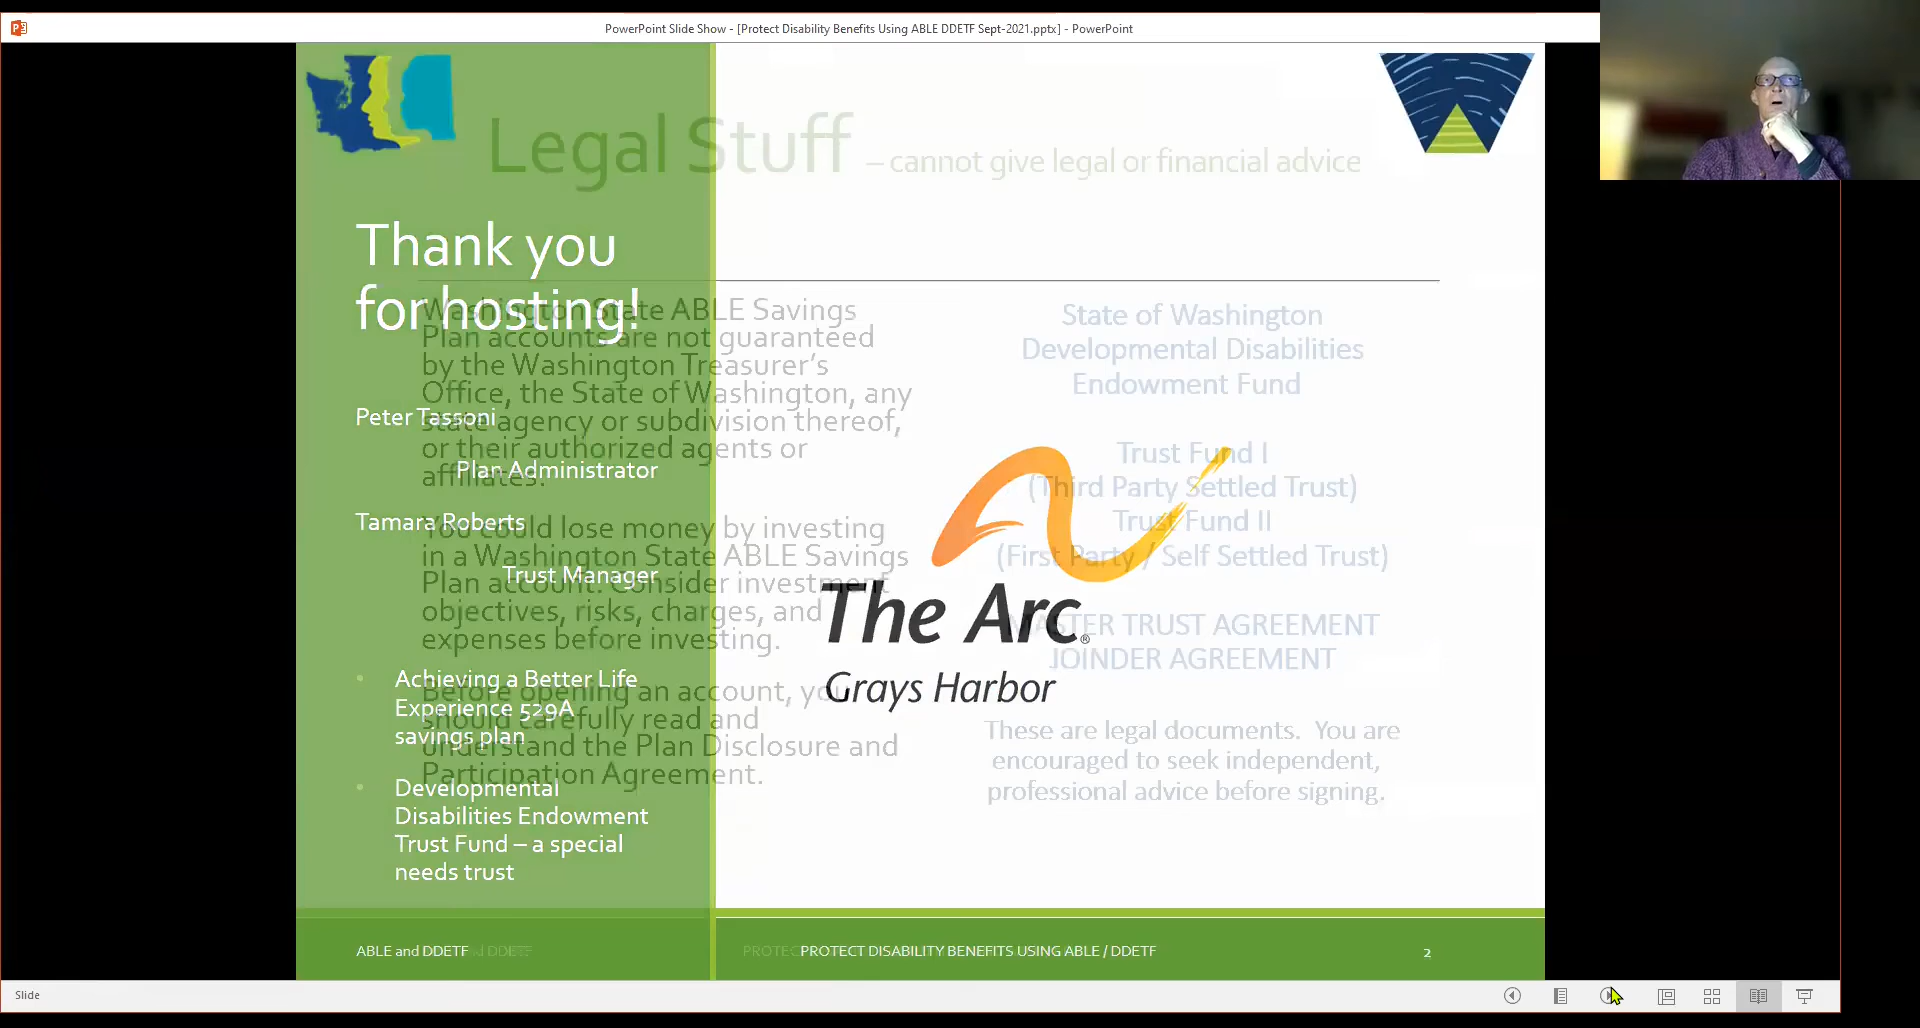 PowerPoint Slide Show - [Protect Disability Benefits Using ABLE DDETF Sept-2021.pptx] - PowerPoint
Legal Stuff – cannot give legal or financial advice
Thank you
for hosting!
Peter Tassoni
Plan Administrator
Tamara Roberts
Trust Manager
Achieving a Better Life
Experience 529A
savings plan
Developmental
Disabilities Endowment
Trust Fund – a special
needs trust
Washington State ABLE Savings
Plan accounts are not guaranteed
by the Washington Treasurer’s
Office, the State of Washington, any
state agency or subdivision thereof,
or their authorized agents or
affiliates.
You could lose money by investing
in a Washington State ABLE Savings
Plan account. Consider investment
objectives, risks, charges, and
expenses before investing.
Before opening an account, you
should carefully read and
understand the Plan Disclosure and
Participation Agreement.
State of Washington
Developmental Disabilities
Endowment Fund
Trust Fund I
(Third Party Settled Trust)
Trust Fund II
(First Party / Self Settled Trust)
MASTER TRUST AGREEMENT
JOINDER AGREEMENT
These are legal documents. You are
encouraged to seek independent,
professional advice before signing.
The Arc®
Grays Harbor
ABLE and DDETF
PROTECT DISABILITY BENEFITS USING ABLE / DDETF
2
Slide